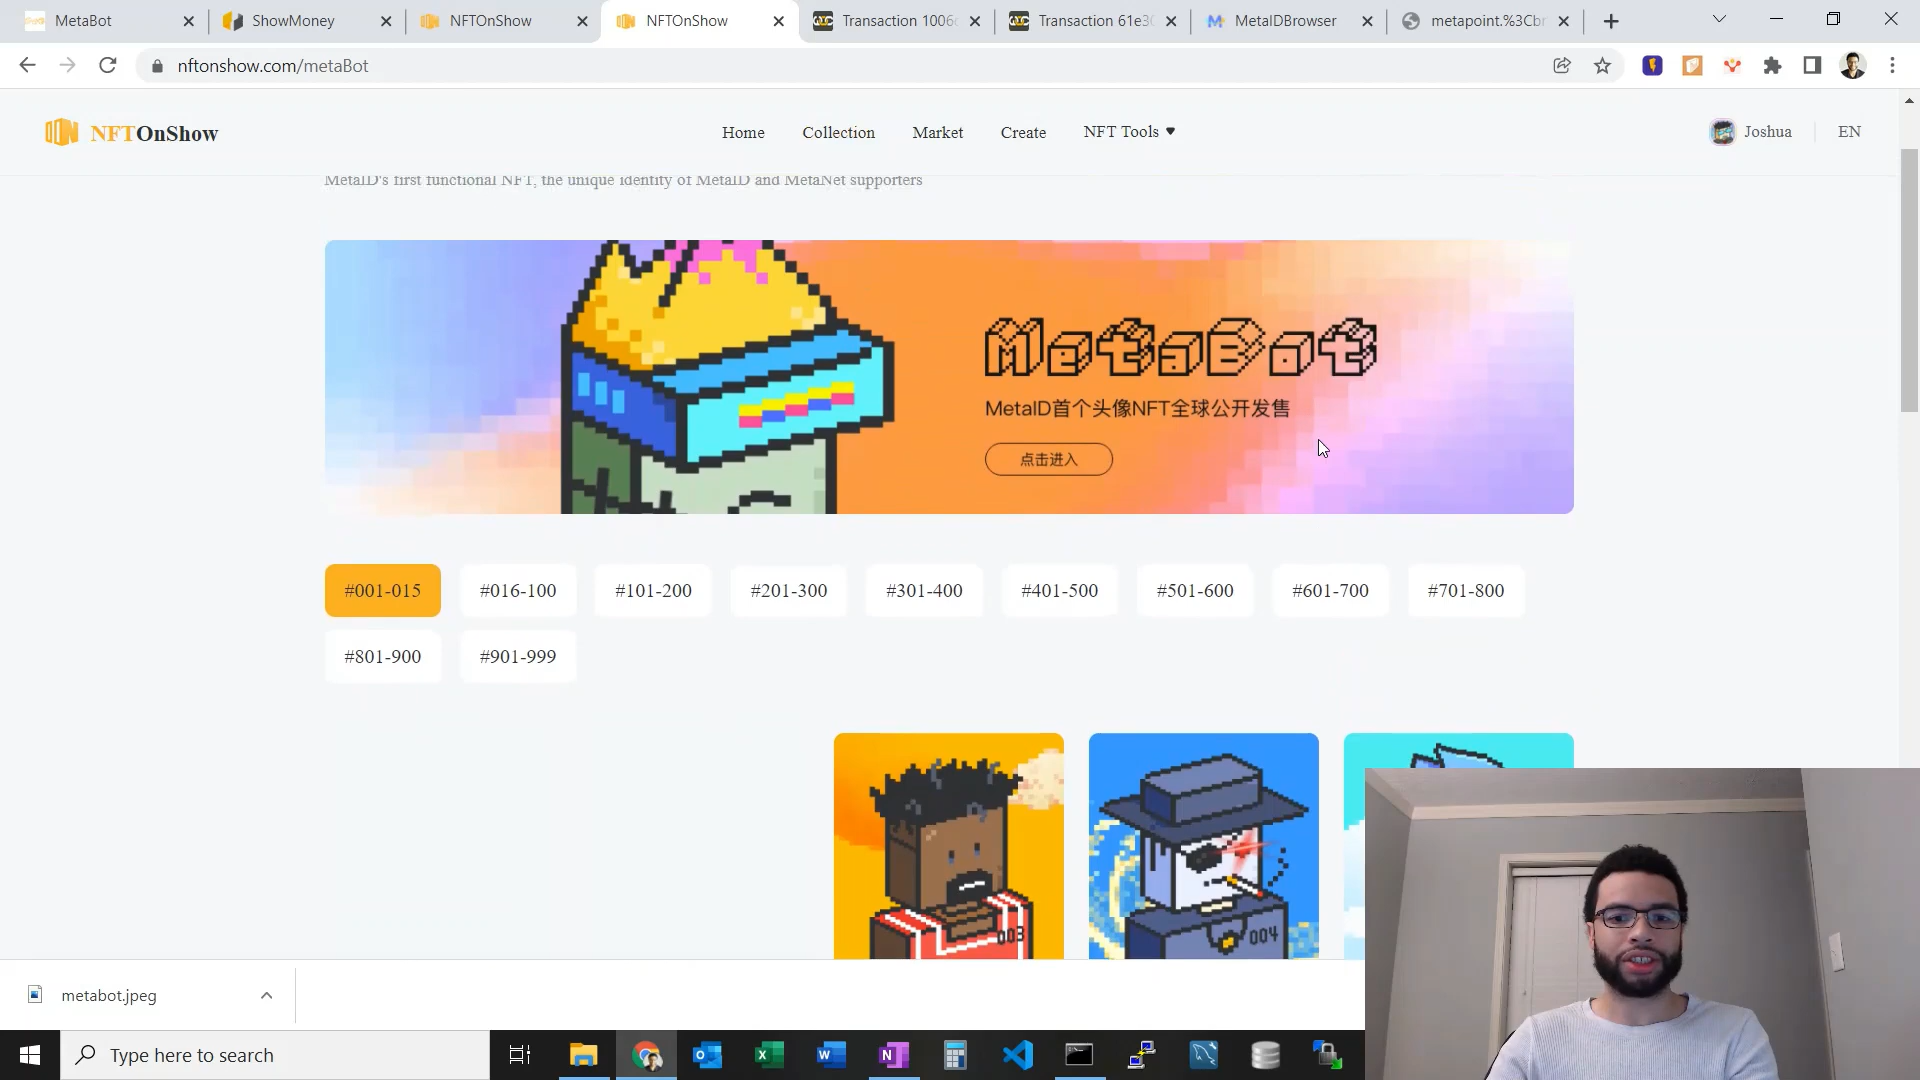 MetaBot
ShowMoney
NFTOnShow
NFTOnShow
Transaction 1006
Transaction 61e30
MetaIDBrowser
metapoint.%3Cbr
nftonshow.com/metaBot
NFTOnShow
Home
Collection
Market
Create
NFT Tools
Joshua
EN
MetaID's first functional NFT, the unique identity of MetaID and MetaNet supporters
MetaBot
MetaID首个头像NFT全球公开发售
点击进入
#001-015
#016-100
#101-200
#201-300
#301-400
#401-500
#501-600
#601-700
#701-800
#801-900
#901-999
003
004
metabot.jpeg
Type here to search